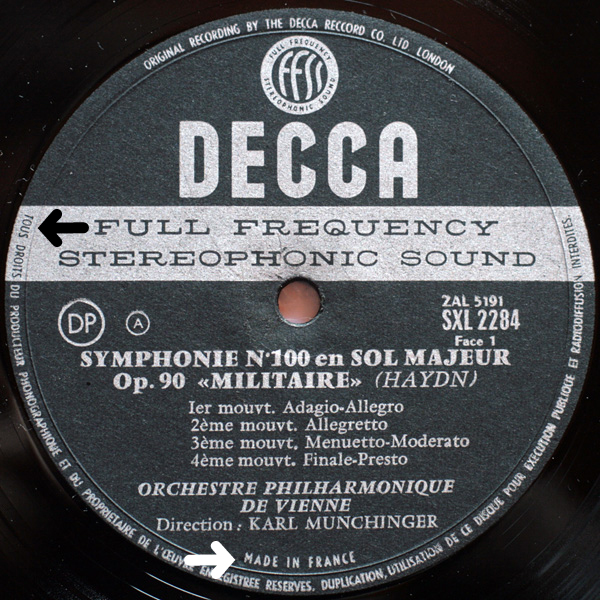 ORIGINAL RECORDING BY THE DECCA RECCORD CO LTD, LONDON
FULL FREQUENCY
ffss
STEREOPHONIC SOUND
DECCA
FULL FREQUENCY
STEREOPHONIC SOUND
DP
A
2AL 5191
SXL 2284
Face 1
SYMPHONIE N°100 en SOL MAJEUR
Op. 90 «MILITAIRE» (HAYDN)
Ier mouvt. Adagio-Allegro
2ème mouvt. Allegretto
3ème mouvt. Menuetto-Moderato
4ème mouvt. Finale-Presto
ORCHESTRE PHILHARMONIQUE
DE VIENNE
Direction : KARL MUNCHINGER
MADE IN FRANCE
TOUS DROITS DU PRODUCTEUR PHONOGRAPHIQUE ET DU PROPRIETAIRE DE L'ŒUVRE ENREGISTREE RESERVES, DUPLICATION, UTILISATION DE CE DISQUE POUR EXECUTION PUBLIQUE ET RADIODIFFUSION INTERDITES